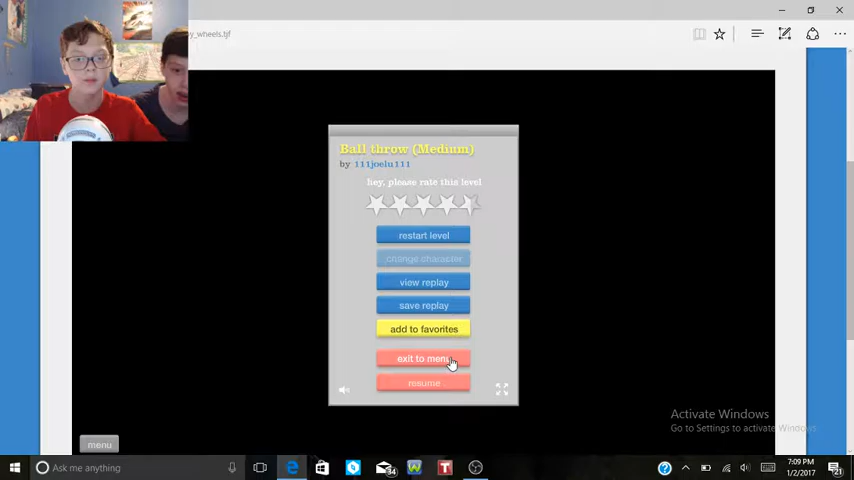 y_wheels.tjf
Ball throw (Medium)
by 111joelu111
hey, please rate this level
restart level
change character
view replay
save replay
add to favorites
exit to menu
resume
menu
Activate Windows
Go to Settings to activate Windows.
Ask me anything
34
W
T
7:09 PM
1/2/2017
21